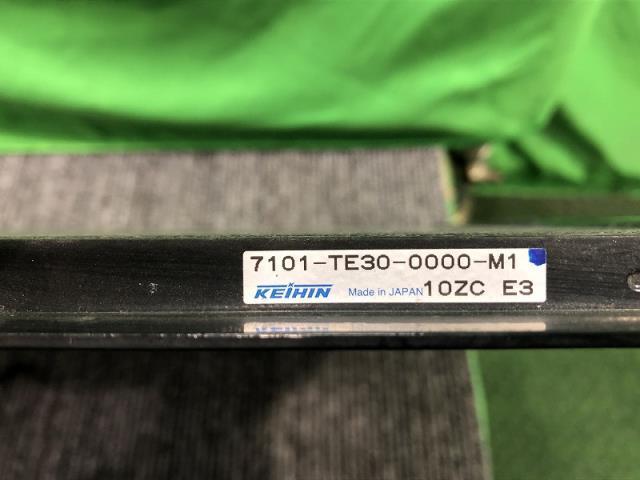 7101-TE30-0000-M1
KEIHIN Made in JAPAN 10ZC E3